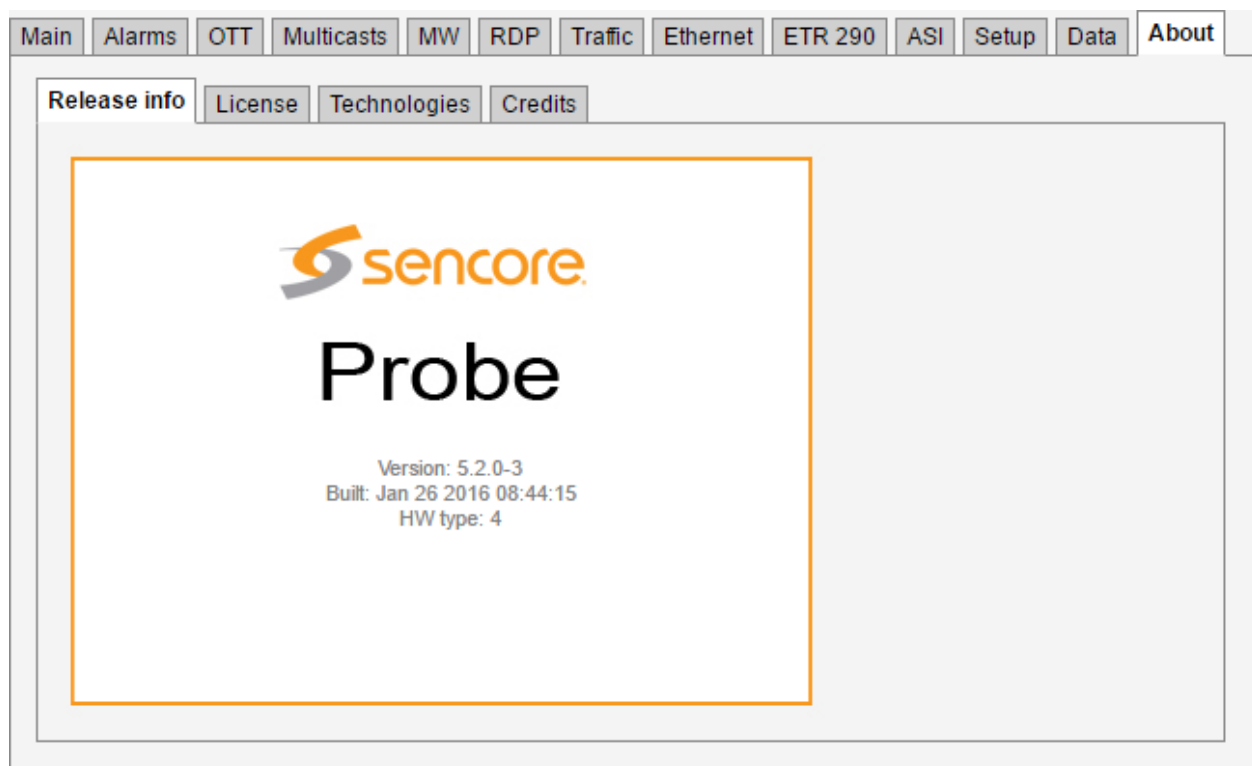 Main Alarms OTT Multicasts MW RDP Traffic Ethernet ETR 290 ASI Setup Data About
Release info License Technologies Credits
sencore
Probe
Version: 5.2.0-3
Built: Jan 26 2016 08:44:15
HW type: 4